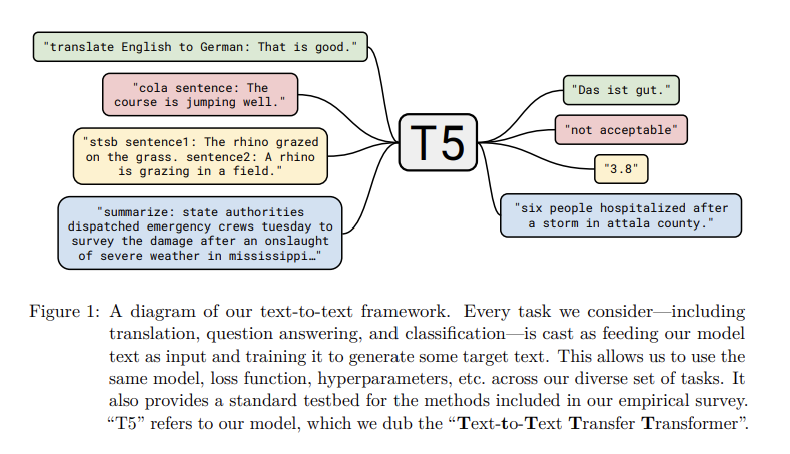 "translate English to German: That is good."
"cola sentence: The
course is jumping well."
"stsb sentence1: The rhino grazed
on the grass. sentence2: A rhino
is grazing in a field."
"summarize: state authorities
dispatched emergency crews tuesday to
survey the damage after an onslaught
of severe weather in mississippi…"
T5
"Das ist gut."
"not acceptable"
"3.8"
"six people hospitalized after
a storm in attala county."
Figure 1: A diagram of our text-to-text framework. Every task we consider—including
translation, question answering, and classification—is cast as feeding our model
text as input and training it to generate some target text. This allows us to use the
same model, loss function, hyperparameters, etc. across our diverse set of tasks. It
also provides a standard testbed for the methods included in our empirical survey.
“T5” refers to our model, which we dub the “Text-to-Text Transfer Transformer”.